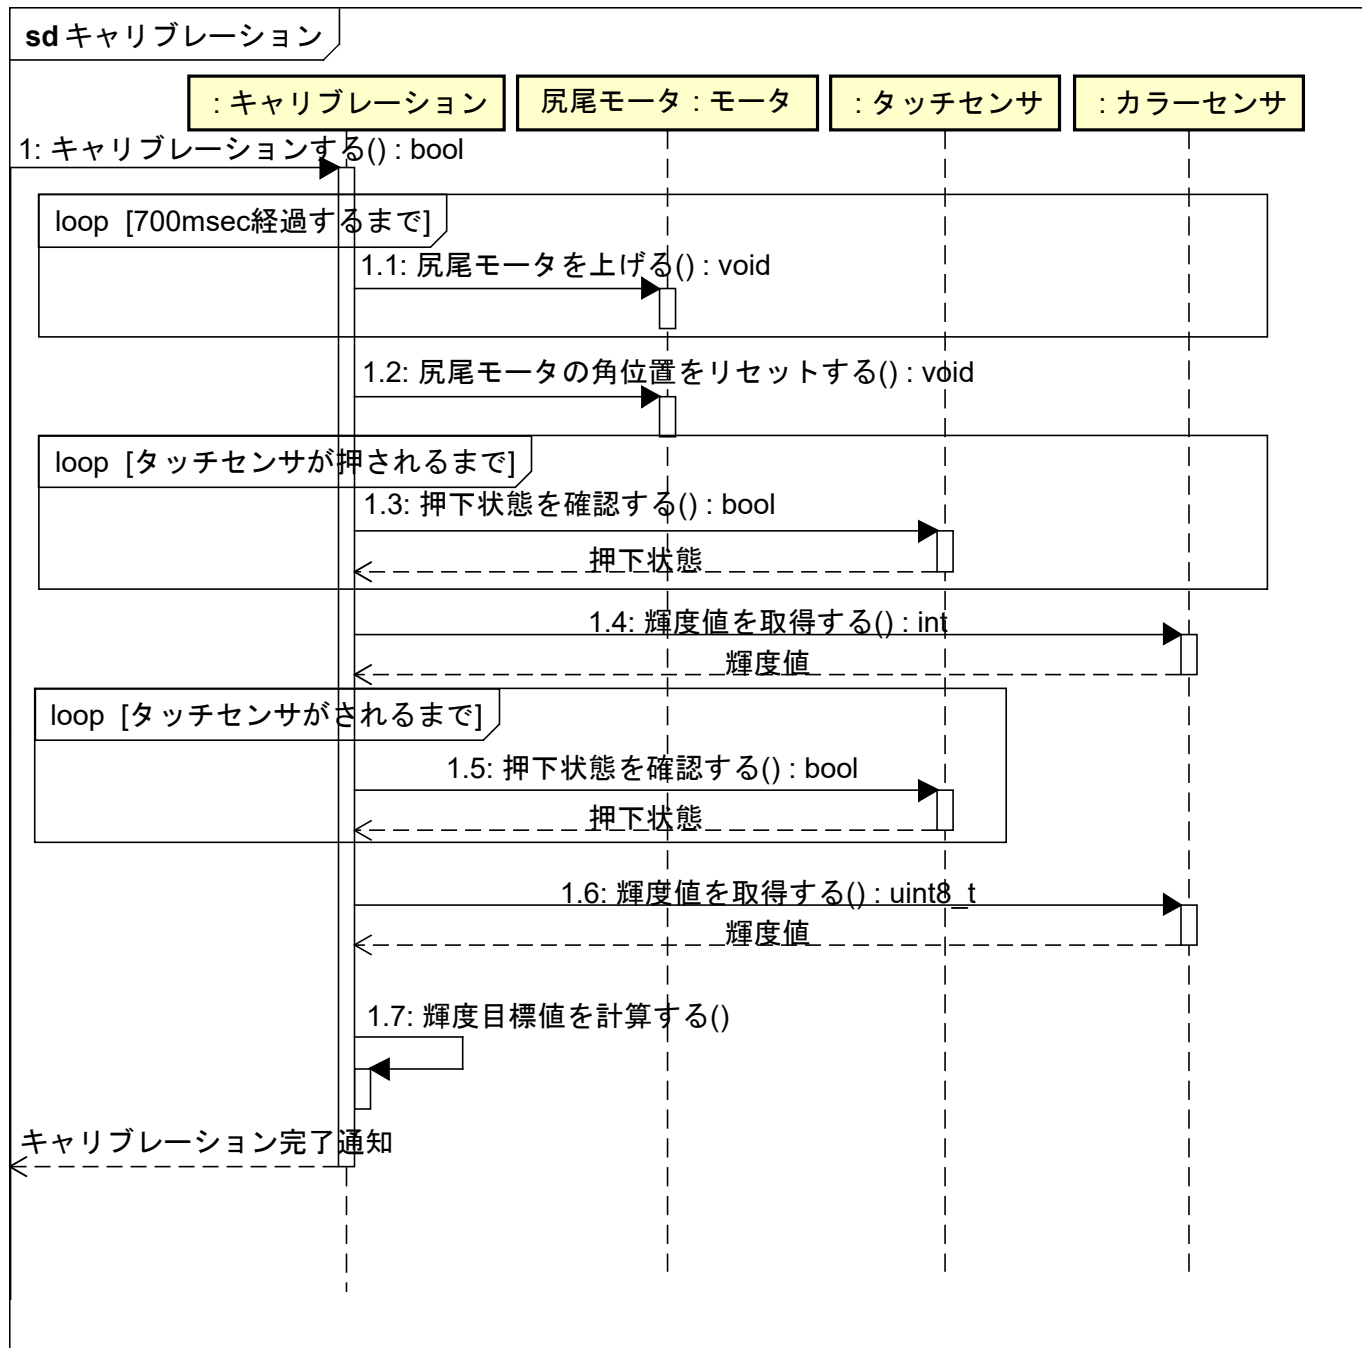 sd キャリブレーション
: キャリブレーション
尻尾モータ : モータ
: タッチセンサ
: カラーセンサ
1: キャリブレーションする() : bool
loop [700msec経過するまで]
1.1: 尻尾モータを上げる() : void
1.2: 尻尾モータの角位置をリセットする() : void
loop [タッチセンサが押されるまで]
1.3: 押下状態を確認する() : bool
押下状態
1.4: 輝度値を取得する() : int
輝度値
loop [タッチセンサがされるまで]
1.5: 押下状態を確認する() : bool
押下状態
1.6: 輝度値を取得する() : uint8_t
輝度値
1.7: 輝度目標値を計算する()
キャリブレーション完了通知